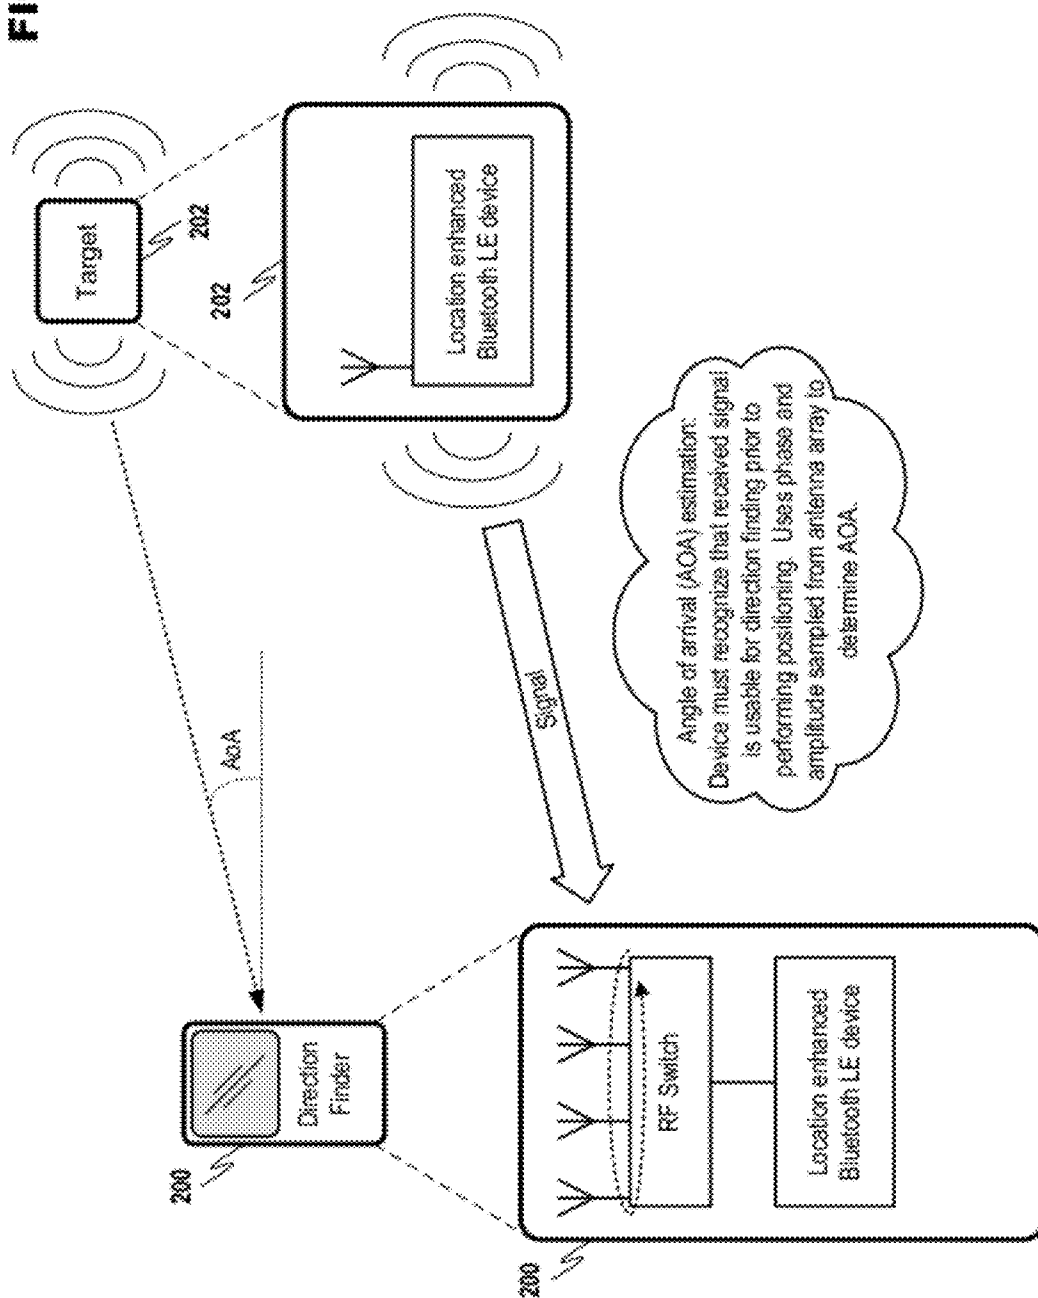 FI
Target
202
202
Location enhanced
Bluetooth LE device
AoA
Direction
Finder
200
Signal
RF Switch
Location enhanced
Bluetooth LE device
200
Angle of arrival (AOA) estimation:
Device must recognize that received signal
is usable for direction finding prior to
performing positioning. Uses phase and
amplitude sampled from antenna array to
determine AOA.